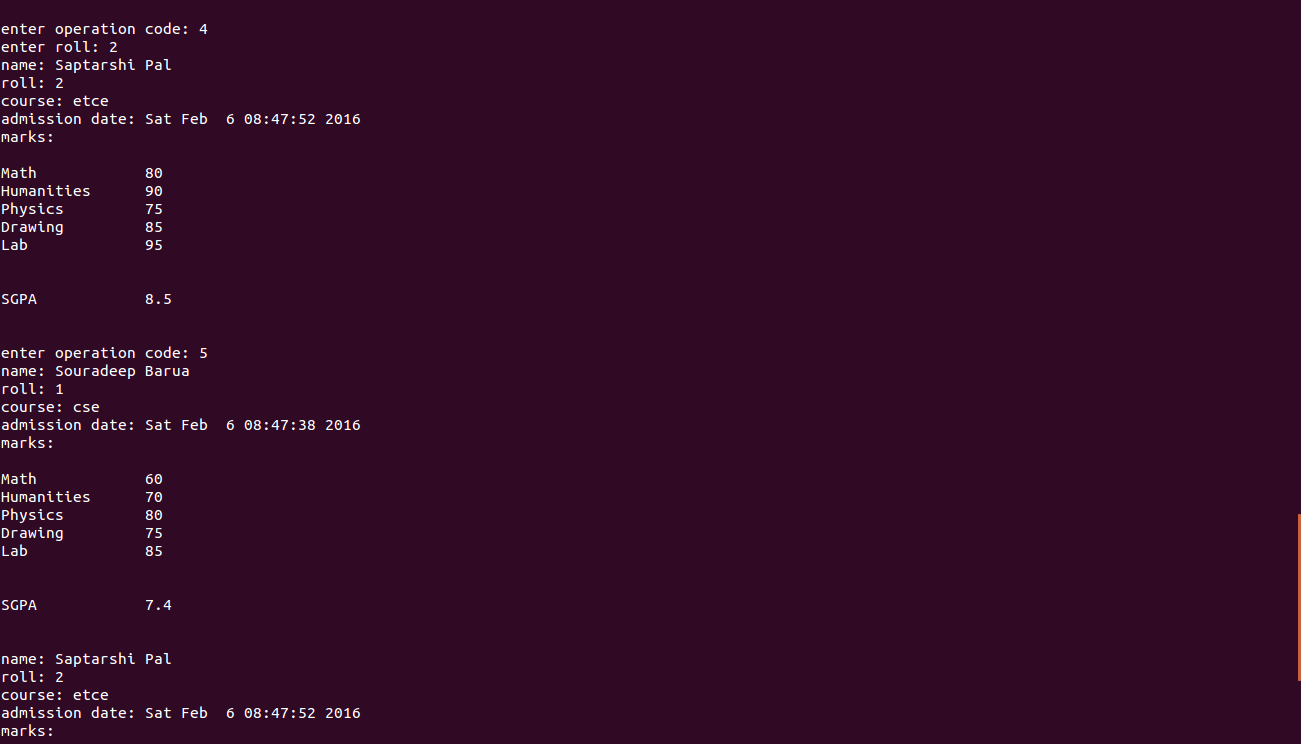 enter operation code: 4
enter roll: 2
name: Saptarshi Pal
roll: 2
course: etce
admission date: Sat Feb  6 08:47:52 2016
marks:
Math            80
Humanities      90
Physics         75
Drawing         85
Lab             95
SGPA            8.5
enter operation code: 5
name: Souradeep Barua
roll: 1
course: cse
admission date: Sat Feb  6 08:47:38 2016
marks:
Math            60
Humanities      70
Physics         80
Drawing         75
Lab             85
SGPA            7.4
name: Saptarshi Pal
roll: 2
course: etce
admission date: Sat Feb  6 08:47:52 2016
marks: